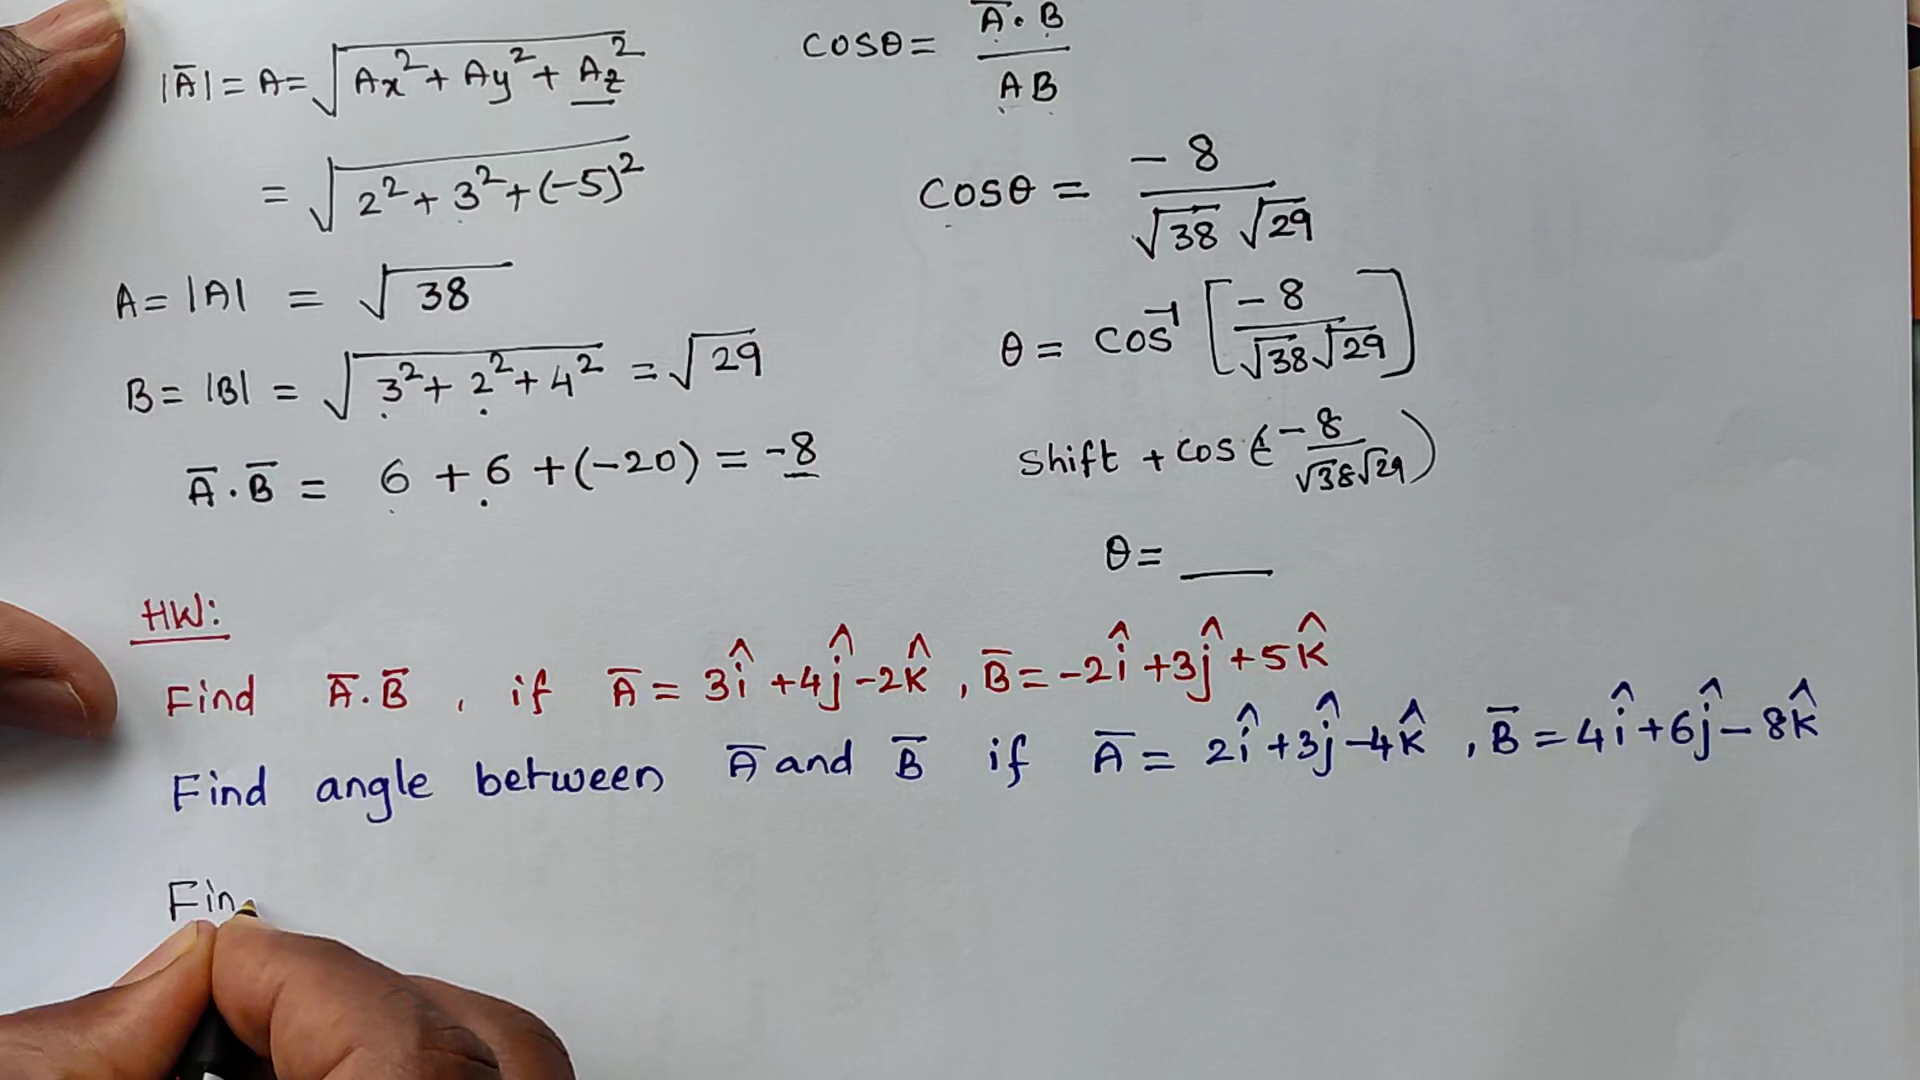 |A̅| = A = √(Ax² + Ay² + Az²)
= √(2² + 3² + (-5)²)
A = |A| = √38
B = |B| = √(3² + 2² + 4²) = √29
A̅ . B̅ = 6 + 6 + (-20) = -8
cosθ = A̅ . B̅ / AB
cosθ = -8 / √38 √29
θ = cos⁻¹ [-8 / √38 √29]
Shift + cos (-8 / √38 √29)
θ = ___
HW:
Find A̅ . B̅ , if A̅ = 3î + 4ĵ - 2k̂ , B̅ = -2î + 3ĵ + 5k̂
Find angle between A̅ and B̅ if A̅ = 2î + 3ĵ - 4k̂ , B̅ = 4î + 6ĵ - 8k̂
Fin